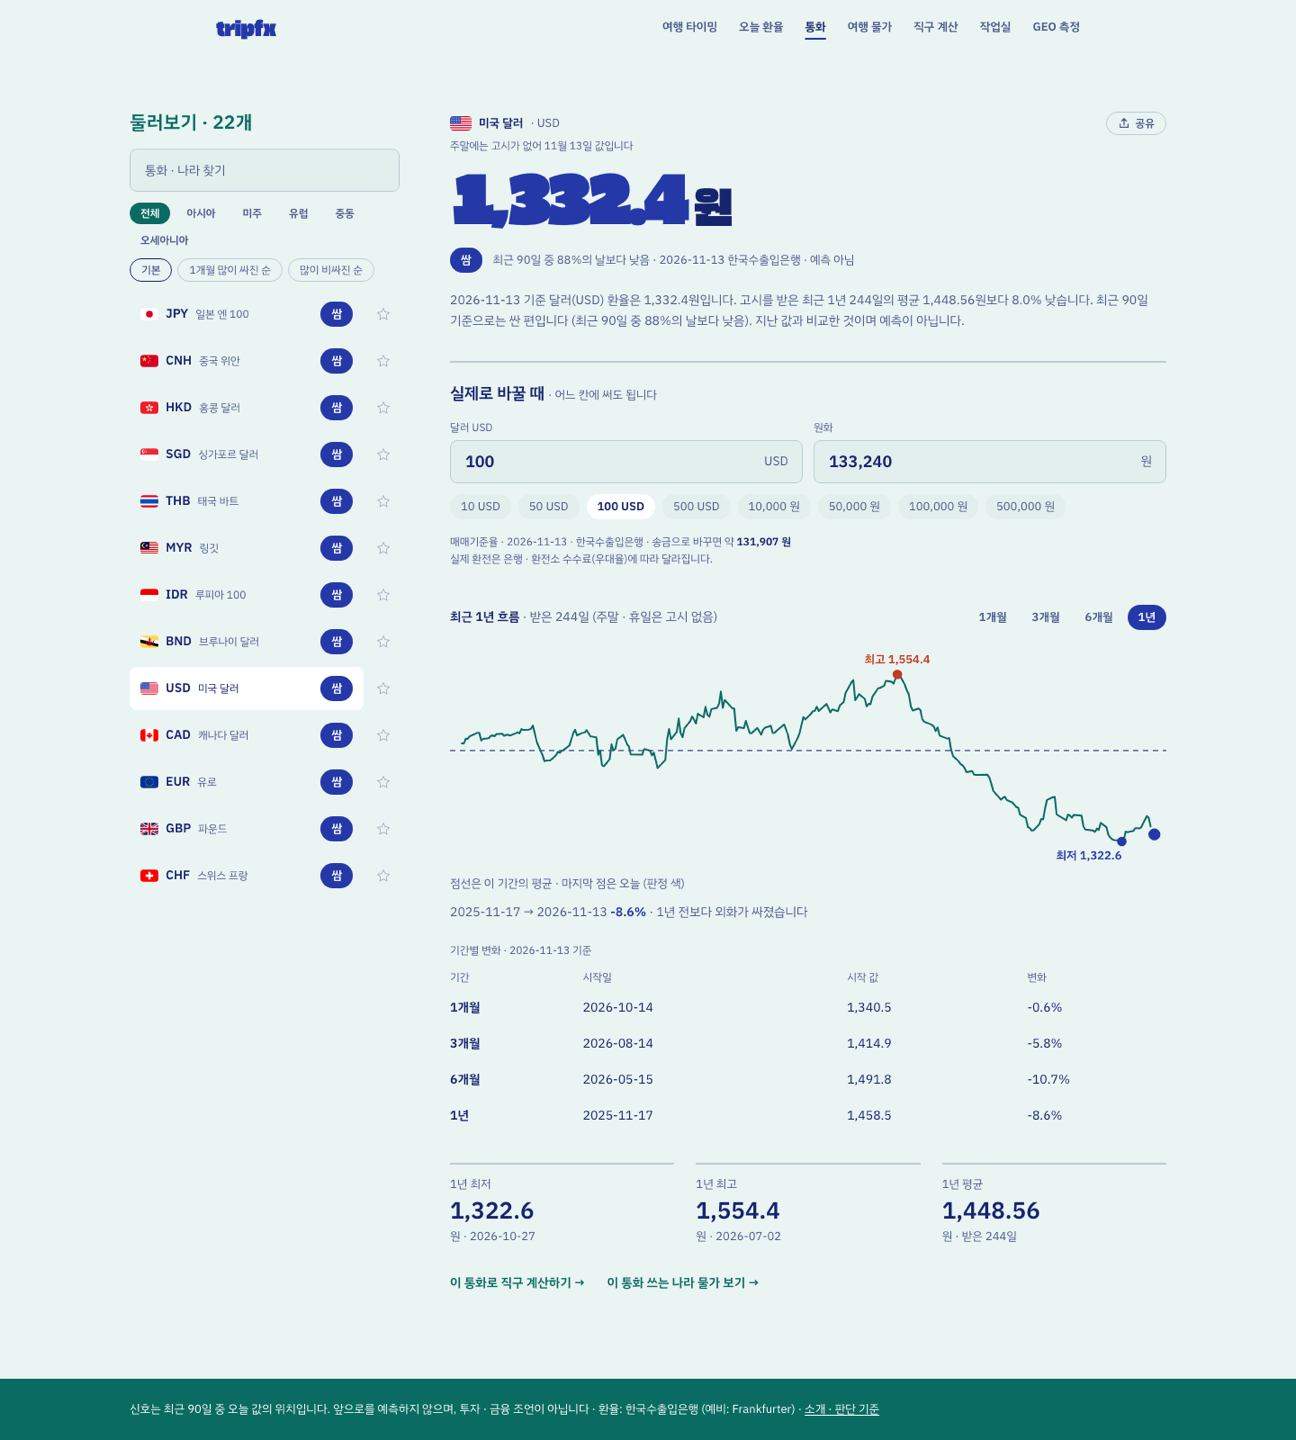 tripfx
여행 타이밍 오늘 환율 통화 여행 물가 직구 계산 작업실 GEO 측정
둘러보기 · 22개
통화 · 나라 찾기
전체 아시아 미주 유럽 중동
오세아니아
기본 1개월 많이 싸진 순 많이 비싸진 순
JPY 일본 엔 100 쌈
CNH 중국 위안 쌈
HKD 홍콩 달러 쌈
SGD 싱가포르 달러 쌈
THB 태국 바트 쌈
MYR 링깃 쌈
IDR 루피아 100 쌈
BND 브루나이 달러 쌈
USD 미국 달러 쌈
CAD 캐나다 달러 쌈
EUR 유로 쌈
GBP 파운드 쌈
CHF 스위스 프랑 쌈
미국 달러 · USD
공유
주말에는 고시가 없어 11월 13일 값입니다
1,332.4 원
쌈 최근 90일 중 88%의 날보다 낮음 · 2026-11-13 한국수출입은행 · 예측 아님
2026-11-13 기준 달러(USD) 환율은 1,332.4원입니다. 고시를 받은 최근 1년 244일의 평균 1,448.56원보다 8.0% 낮습니다. 최근 90일
기준으로는 싼 편입니다 (최근 90일 중 88%의 날보다 낮음). 지난 값과 비교한 것이며 예측이 아닙니다.
실제로 바꿀 때 · 어느 칸에 써도 됩니다
달러 USD 원화
100 USD 133,240 원
10 USD 50 USD 100 USD 500 USD 10,000 원 50,000 원 100,000 원 500,000 원
매매기준율 · 2026-11-13 · 한국수출입은행 · 송금으로 바꾸면 약 131,907 원
실제 환전은 은행 · 환전소 수수료(우대율)에 따라 달라집니다.
최근 1년 흐름 · 받은 244일 (주말 · 휴일은 고시 없음)
1개월 3개월 6개월 1년
최고 1,554.4
최저 1,322.6
점선은 이 기간의 평균 · 마지막 점은 오늘 (판정 색)
2025-11-17 → 2026-11-13 -8.6% · 1년 전보다 외화가 싸졌습니다
기간별 변화 · 2026-11-13 기준
기간 시작일 시작 값 변화
1개월 2026-10-14 1,340.5 -0.6%
3개월 2026-08-14 1,414.9 -5.8%
6개월 2026-05-15 1,491.8 -10.7%
1년 2025-11-17 1,458.5 -8.6%
1년 최저 1년 최고 1년 평균
1,322.6 1,554.4 1,448.56
원 · 2026-10-27 원 · 2026-07-02 원 · 받은 244일
이 통화로 직구 계산하기 → 이 통화 쓰는 나라 물가 보기 →
신호는 최근 90일 중 오늘 값의 위치입니다. 앞으로를 예측하지 않으며, 투자 · 금융 조언이 아닙니다 · 환율: 한국수출입은행 (예비: Frankfurter) · 소개 · 판단 기준